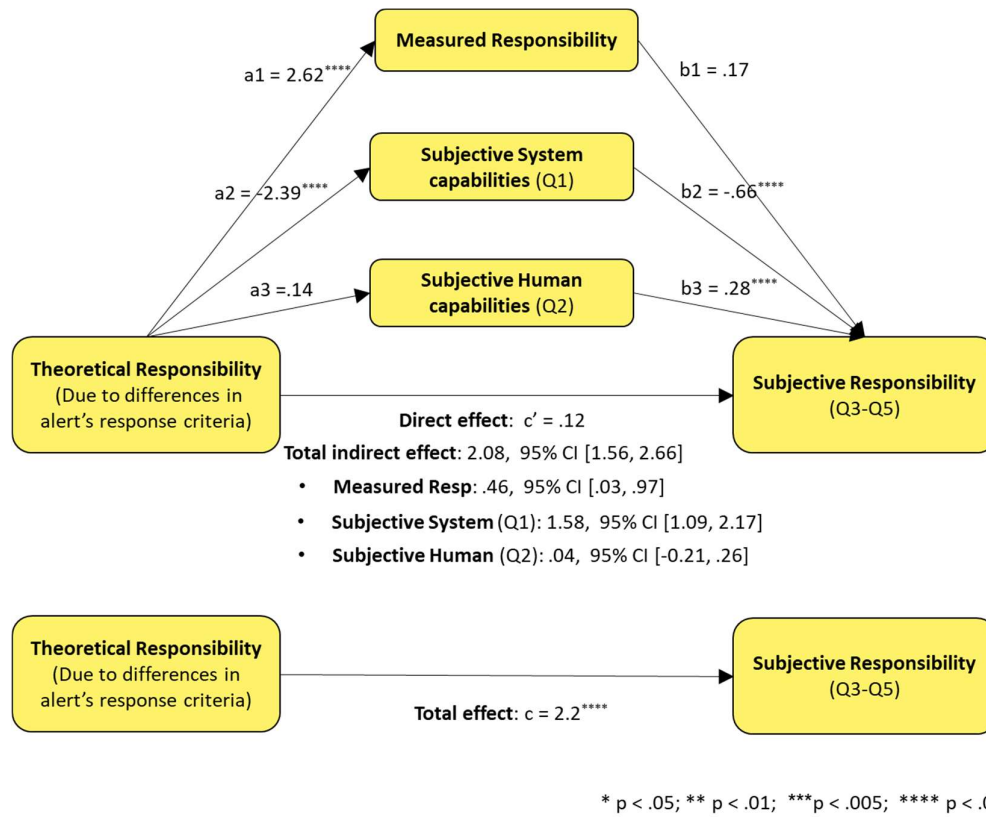 Measured Responsibility
a1 = 2.62****
b1 = .17
Subjective System
capabilities (Q1)
a2 = -2.39****
b2 = -.66****
Subjective Human
capabilities (Q2)
a3 =.14
b3 = .28****
Theoretical Responsibility
(Due to differences in
alert's response criteria)
Subjective Responsibility
(Q3-Q5)
Direct effect: c' = .12
Total indirect effect: 2.08, 95% CI [1.56, 2.66]
• Measured Resp: .46, 95% CI [.03, .97]
• Subjective System (Q1): 1.58, 95% CI [1.09, 2.17]
• Subjective Human (Q2): .04, 95% CI [-0.21, .26]
Theoretical Responsibility
(Due to differences in
alert's response criteria)
Subjective Responsibility
(Q3-Q5)
Total effect: c = 2.2****
* p < .05; ** p < .01; ***p < .005; **** p <